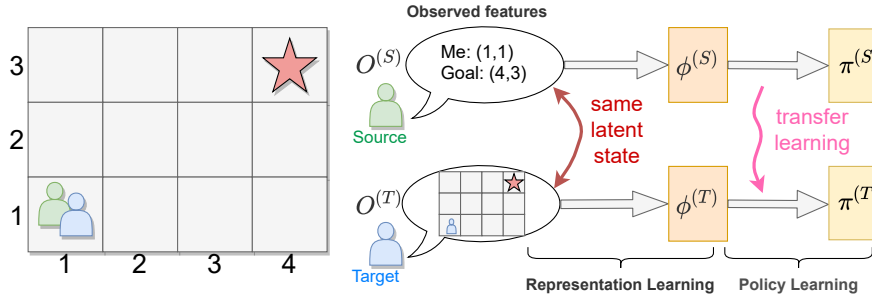 3
2
1
1 2 3 4
Observed features
O^(S)
Me: (1,1)
Goal: (4,3)
Source
ϕ^(S)
π^(S
same
latent
state
transfer
learning
O^(T)
Target
ϕ^(T)
π^(T
Representation Learning
Policy Learning